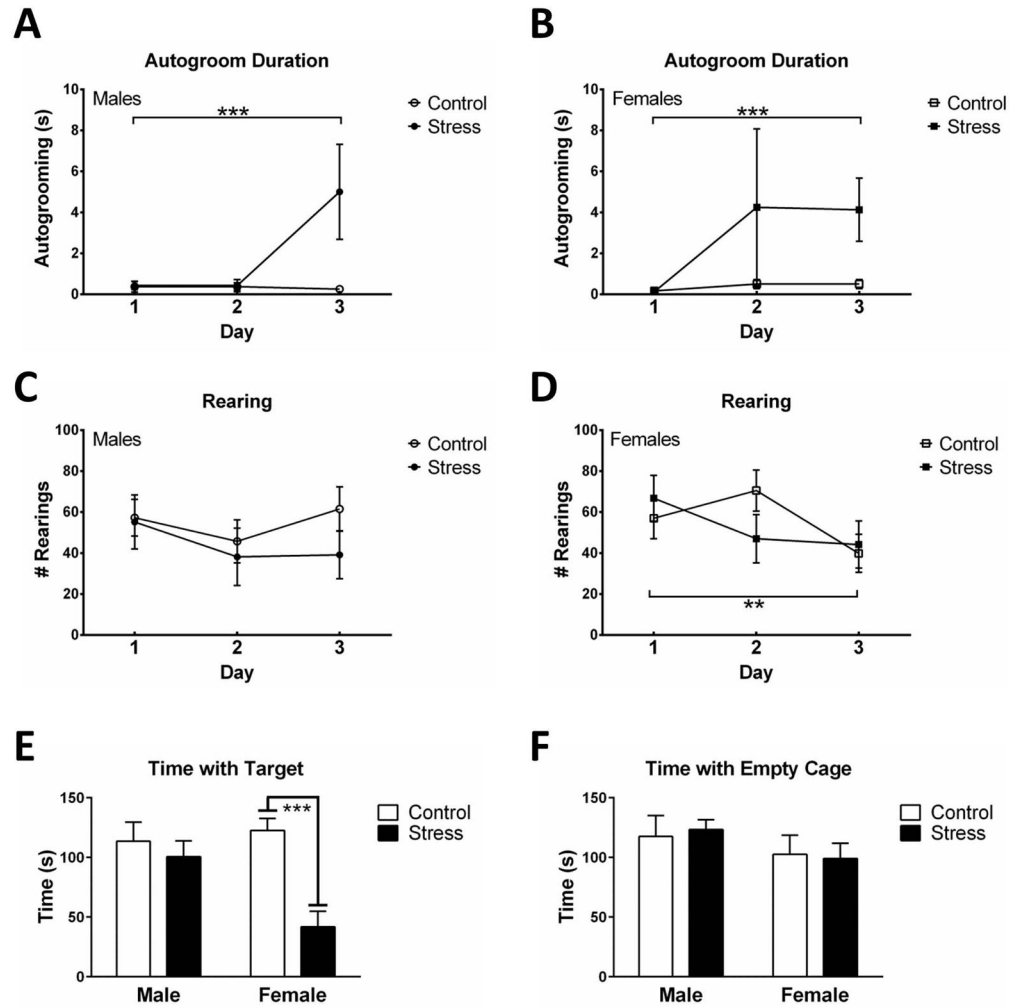 A
Autogroom Duration
Males
***
Control
Stress
Autogrooming (s)
10
8
6
4
2
0
1 2 3
Day
B
Autogroom Duration
Females
***
Control
Stress
Autogrooming (s)
10
8
6
4
2
0
1 2 3
Day
C
Rearing
Males
Control
Stress
# Rearings
100
80
60
40
20
0
1 2 3
Day
D
Rearing
Females
Control
Stress
# Rearings
100
80
60
40
20
0
**
1 2 3
Day
E
Time with Target
***
Control
Stress
Time (s)
150
100
50
0
Male Female
F
Time with Empty Cage
Control
Stress
Time (s)
150
100
50
0
Male Female